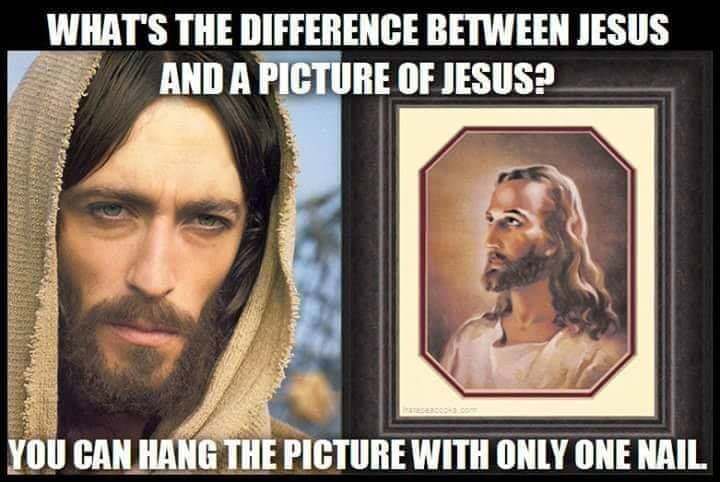 WHAT'S THE DIFFERENCE BETWEEN JESUS
AND A PICTURE OF JESUS?
YOU CAN HANG THE PICTURE WITH ONLY ONE NAIL.